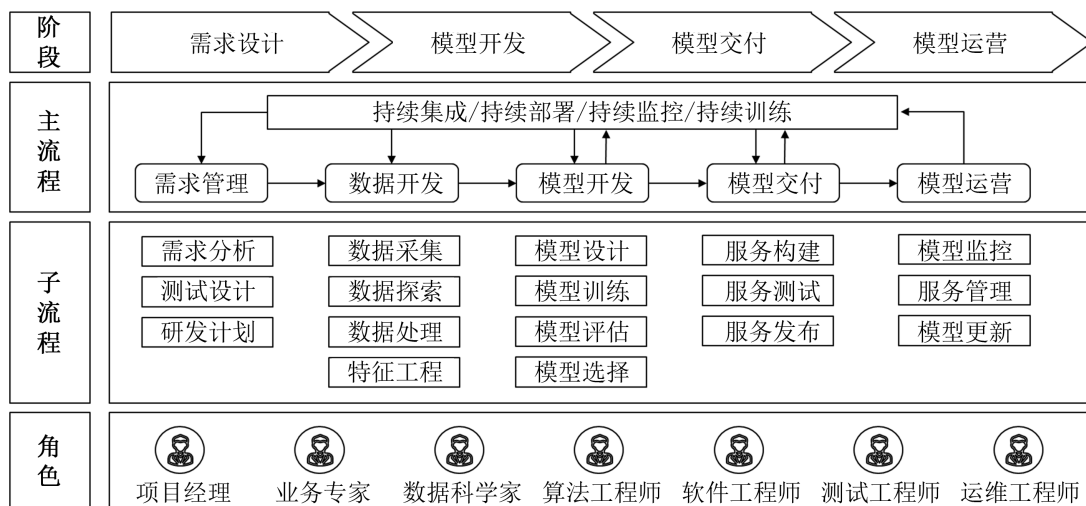 阶段
需求设计 模型开发 模型交付 模型运营
主流程
持续集成/持续部署/持续监控/持续训练
需求管理 数据开发 模型开发 模型交付 模型运营
子流程
需求分析 数据采集 模型设计 服务构建 模型监控
测试设计 数据探索 模型训练 服务测试 服务管理
研发计划 数据处理 模型评估 服务发布 模型更新
特征工程 模型选择
角色
项目经理 业务专家 数据科学家 算法工程师 软件工程师 测试工程师 运维工程师